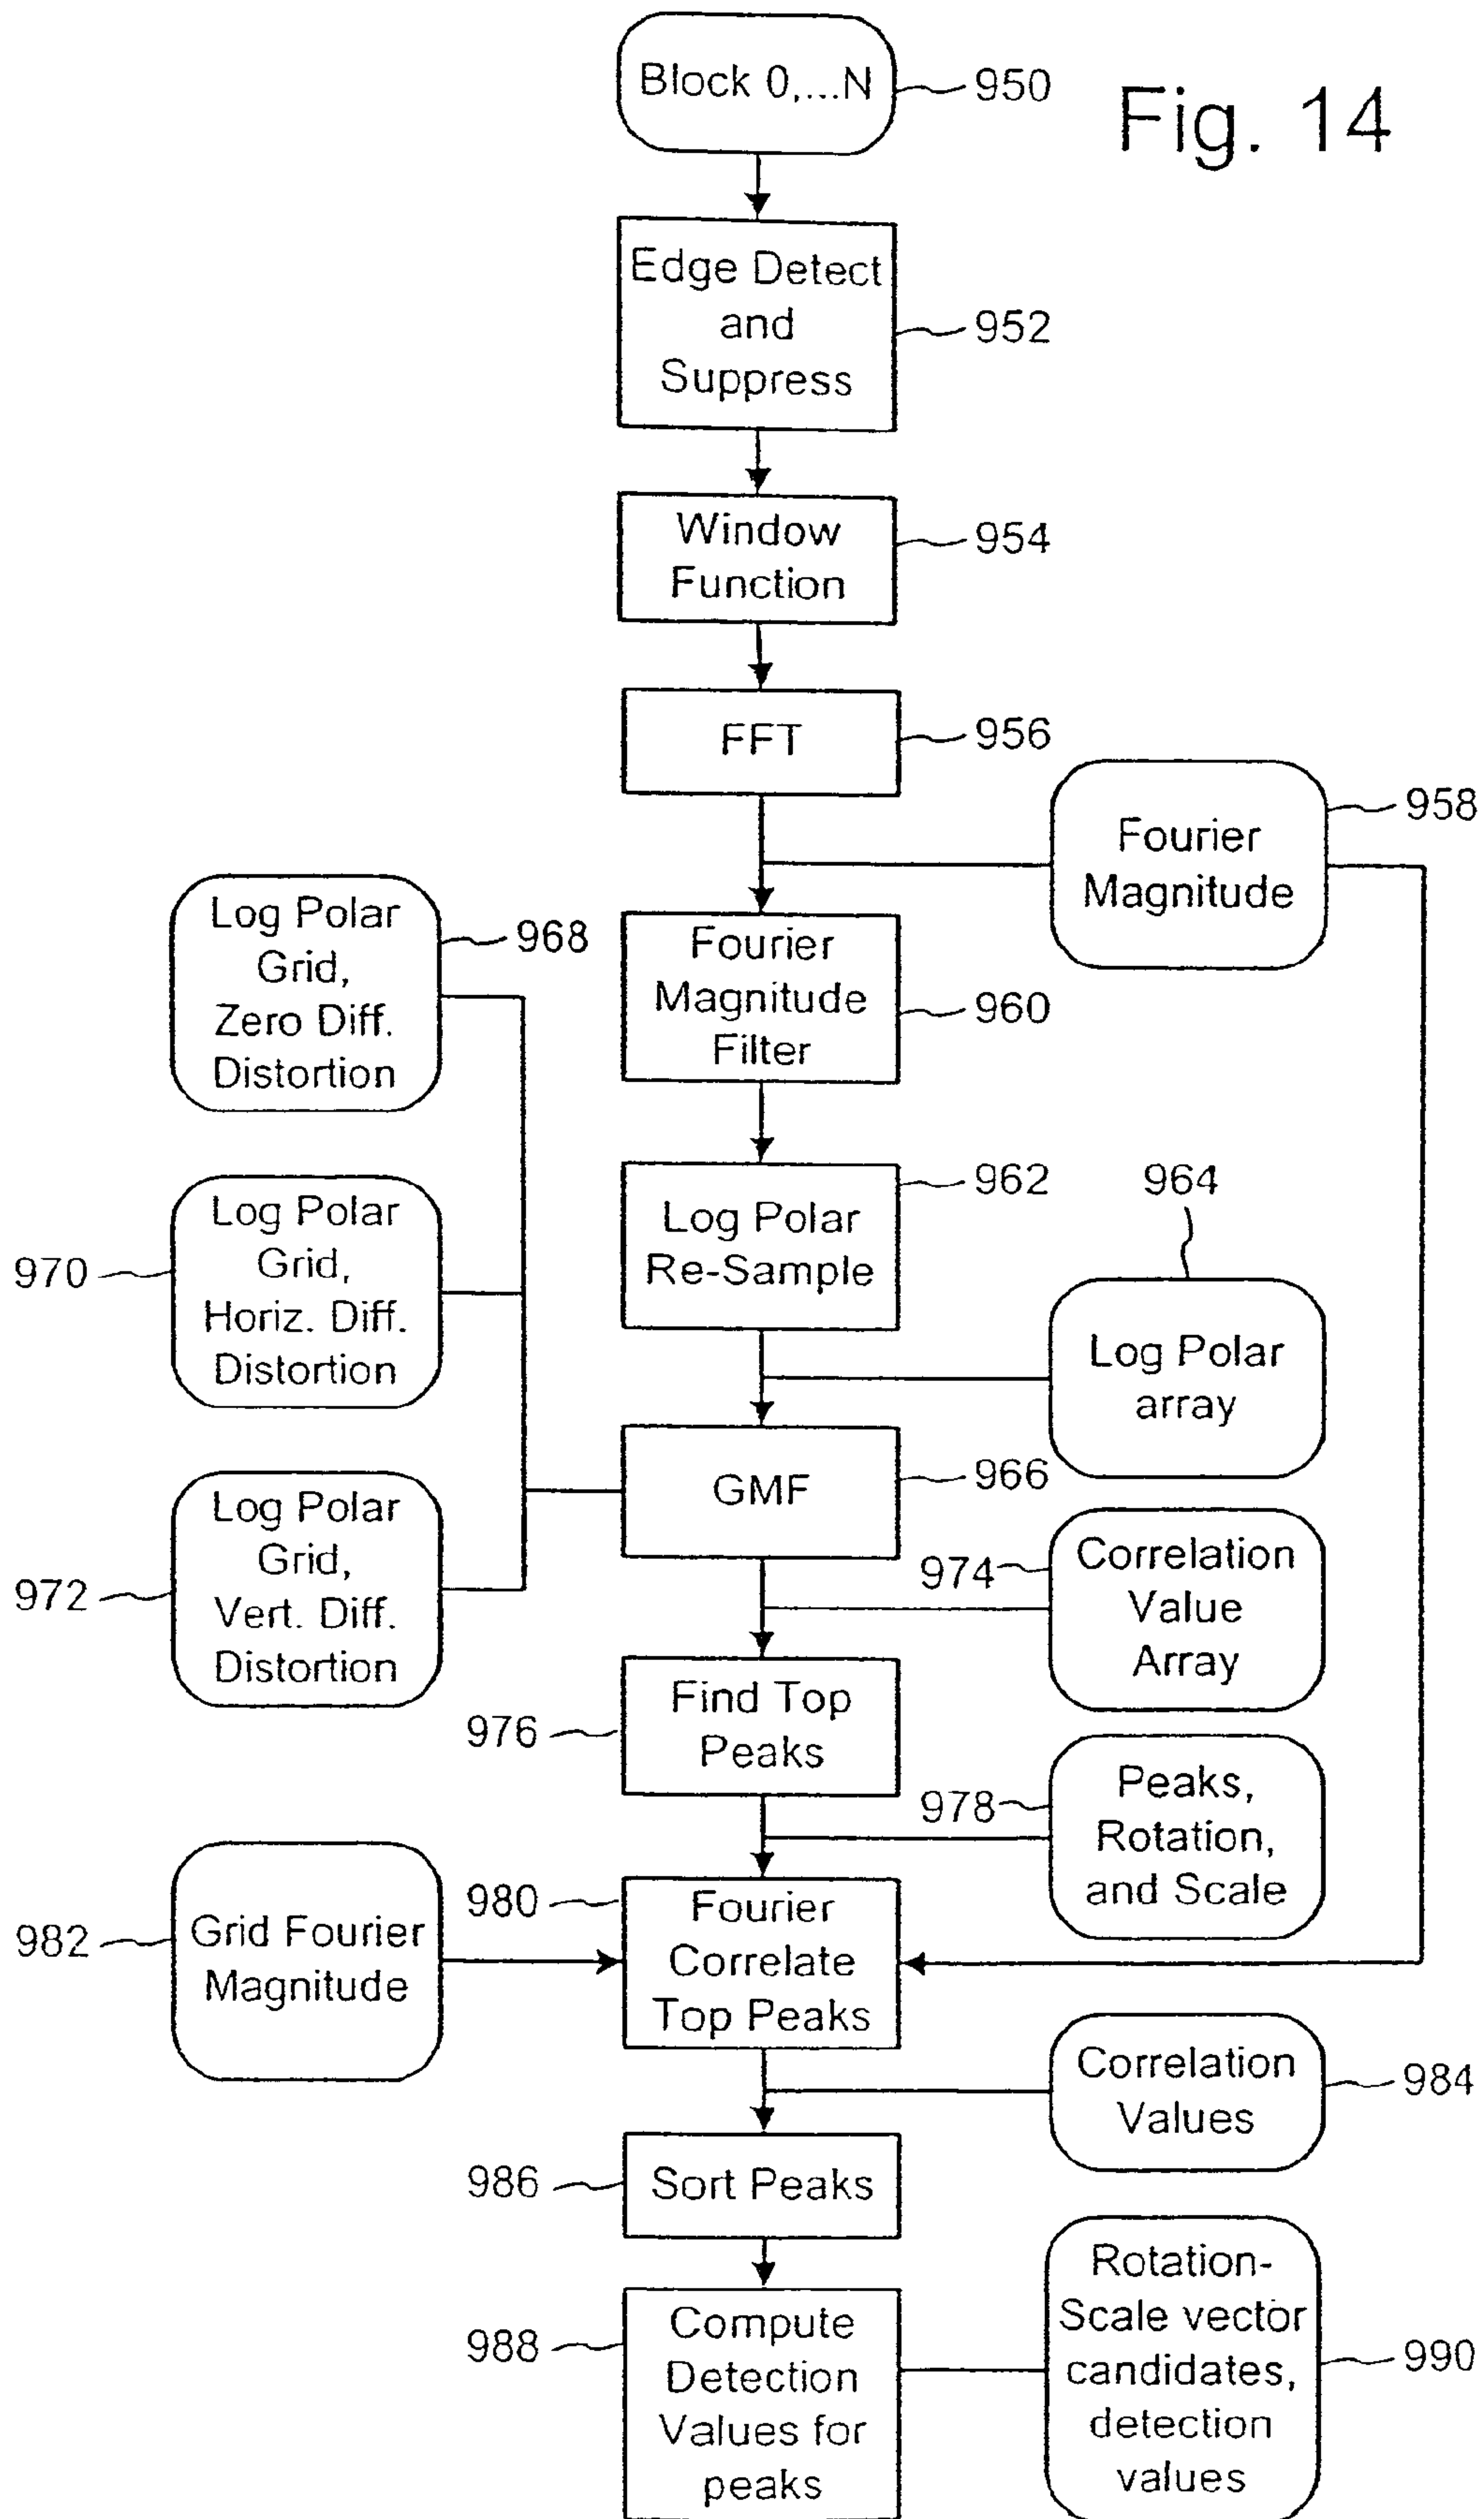 Block 0,...N
950
Fig. 14
Edge Detect
and
Suppress
952
Window
Function
954
FFT
956
Fourier
Magnitude
958
Log Polar
Grid,
Zero Diff.
Distortion
968
Fourier
Magnitude
Filter
960
Log Polar
Grid,
Horiz. Diff.
Distortion
970
Log Polar
Re-Sample
962
964
Log Polar
array
GMF
966
Log Polar
Grid,
Vert. Diff.
Distortion
972
974
Correlation
Value
Array
976
Find Top
Peaks
978
Peaks,
Rotation,
and Scale
982
Grid Fourier
Magnitude
980
Fourier
Correlate
Top Peaks
Correlation
Values
984
986
Sort Peaks
988
Compute
Detection
Values for
peaks
Rotation-
Scale vector
candidates,
detection
values
990